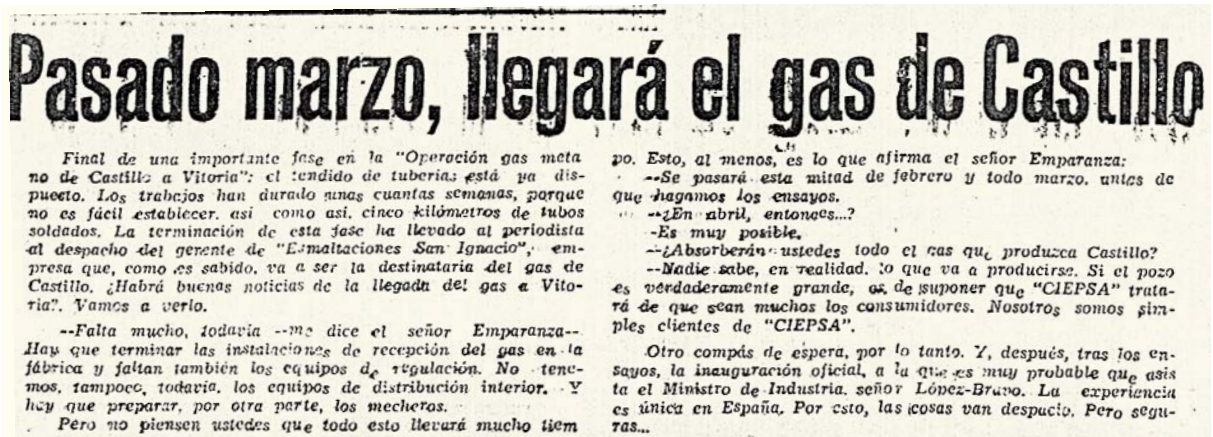 Pasado marzo, llegará el gas de Castillo
Final de una importante fase en la "Operación gas meta
no de Castillo a Vitoria": el tendido de tuberías está ya dis-
puesto. Los trabajos han durado unas cuantas semanas, porque
no es fácil establecer, así como así, cinco kilómetros de tubos
soldados. La terminación de esta fase ha llevado al periodista
al despacho del gerente de "Esmaltaciones San Ignacio", em-
presa que, como es sabido, va a ser la destinataria del gas de
Castillo. ¿Habrá buenas noticias de la llegada del gas a Vito-
ria?. Vamos a verlo.
--Falta mucho, todavía --me dice el señor Emparanza--.
Hay que terminar las instalaciones de recepción del gas en la
fábrica y faltan también los equipos de regulación. No tene-
mos, tampoco, todavía, los equipos de distribución interior. Y
hay que preparar, por otra parte, los mecheros.
Pero no piensen ustedes que todo esto llevará mucho tiem
po. Esto, al menos, es lo que afirma el señor Emparanza:
--Se pasará esta mitad de febrero y todo marzo, antes de
que hagamos los ensayos.
--¿En abril, entonces...?
-Es muy posible.
--¿Absorberán ustedes todo el gas que produzca Castillo?
--Nadie sabe, en realidad, lo que va a producirse. Si el pozo
es verdaderamente grande, es de suponer que "CIEPSA" trata-
rá de que sean muchos los consumidores. Nosotros somos sim-
ples clientes de "CIEPSA".
Otro compás de espera, por lo tanto. Y, después, tras los en-
sayos, la inauguración oficial, a la que es muy probable que asis
ta el Ministro de Industria, señor López-Bravo. La experiencia
es única en España. Por esto, las cosas van despacio. Pero segu-
ras...